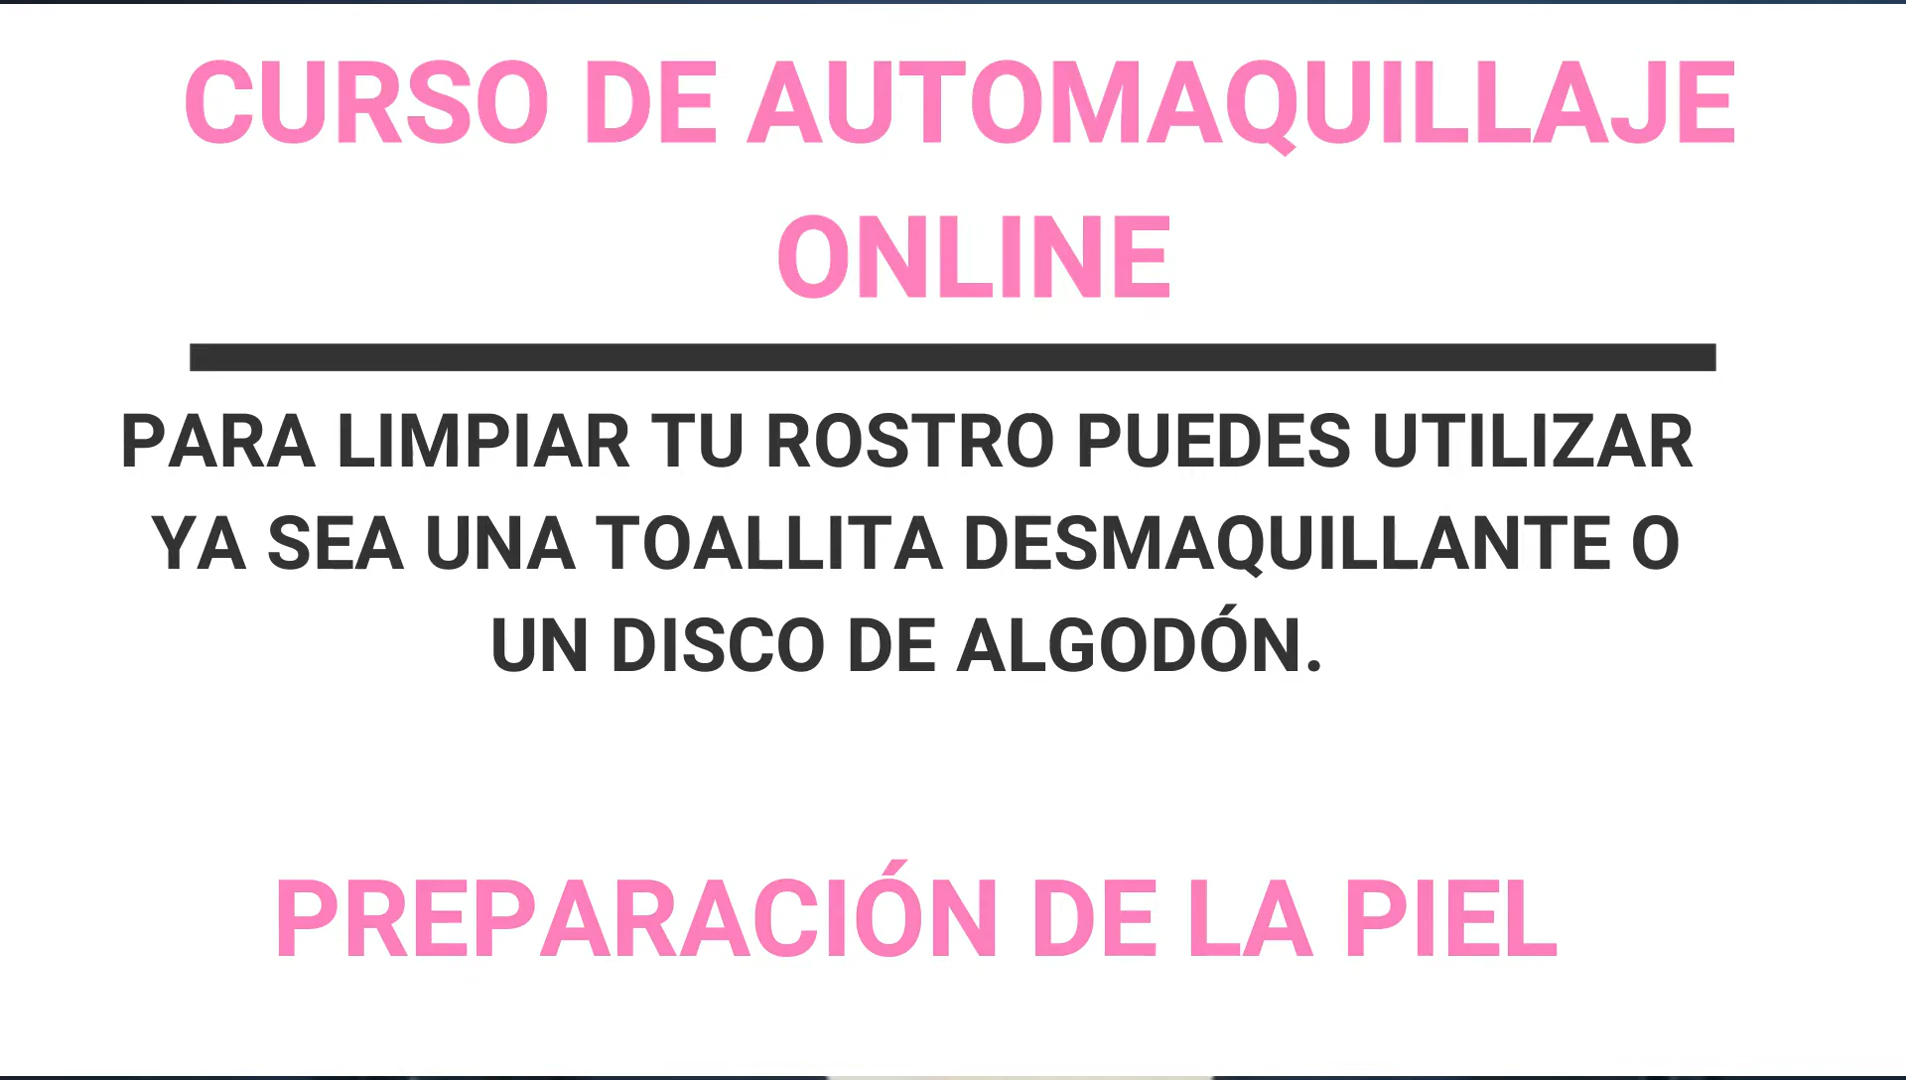 CURSO DE AUTOMAQUILLAJE
ONLINE
PARA LIMPIAR TU ROSTRO PUEDES UTILIZAR
YA SEA UNA TOALLITA DESMAQUILLANTE O
UN DISCO DE ALGODÓN.
PREPARACIÓN DE LA PIEL